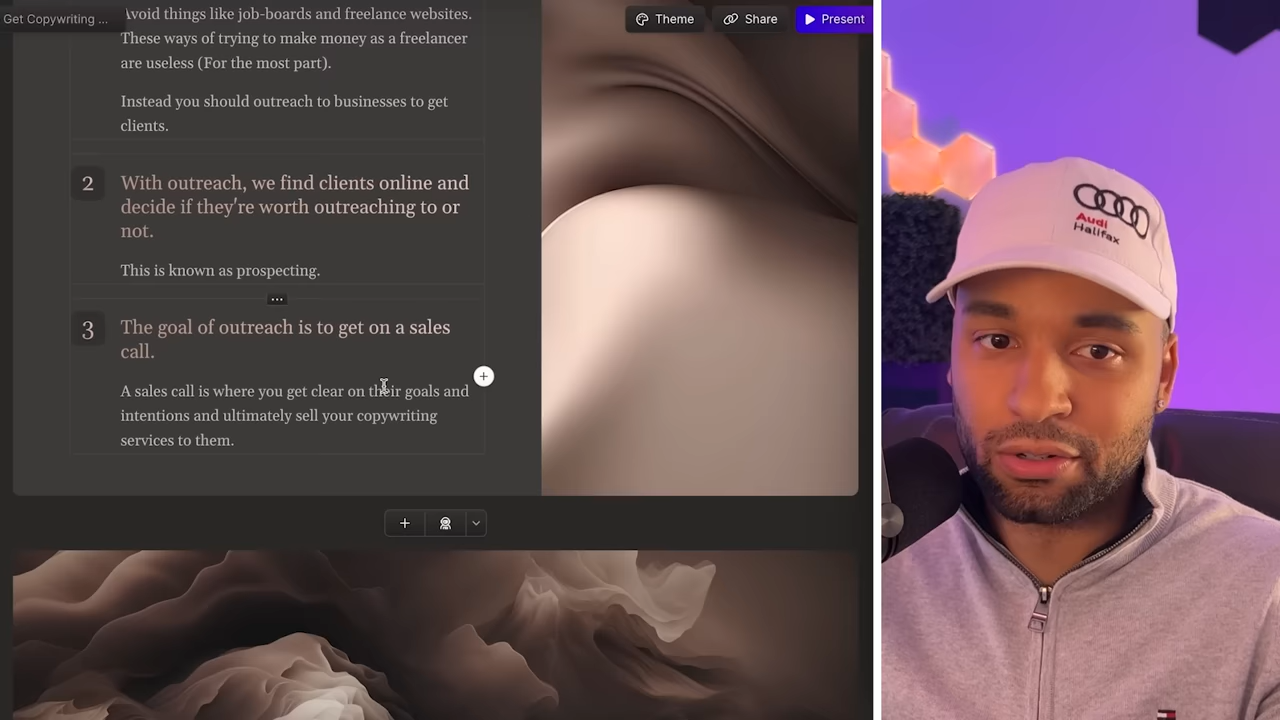 Get Copywriting ...
Avoid things like job-boards and freelance websites.
Theme
Share
Present
These ways of trying to make money as a freelancer
are useless (For the most part).
Instead you should outreach to businesses to get
clients.
2
With outreach, we find clients online and
decide if they're worth outreaching to or
not.
This is known as prospecting.
3
The goal of outreach is to get on a sales
call.
A sales call is where you get clear on their goals and
intentions and ultimately sell your copywriting
services to them.
Audi
Halifax